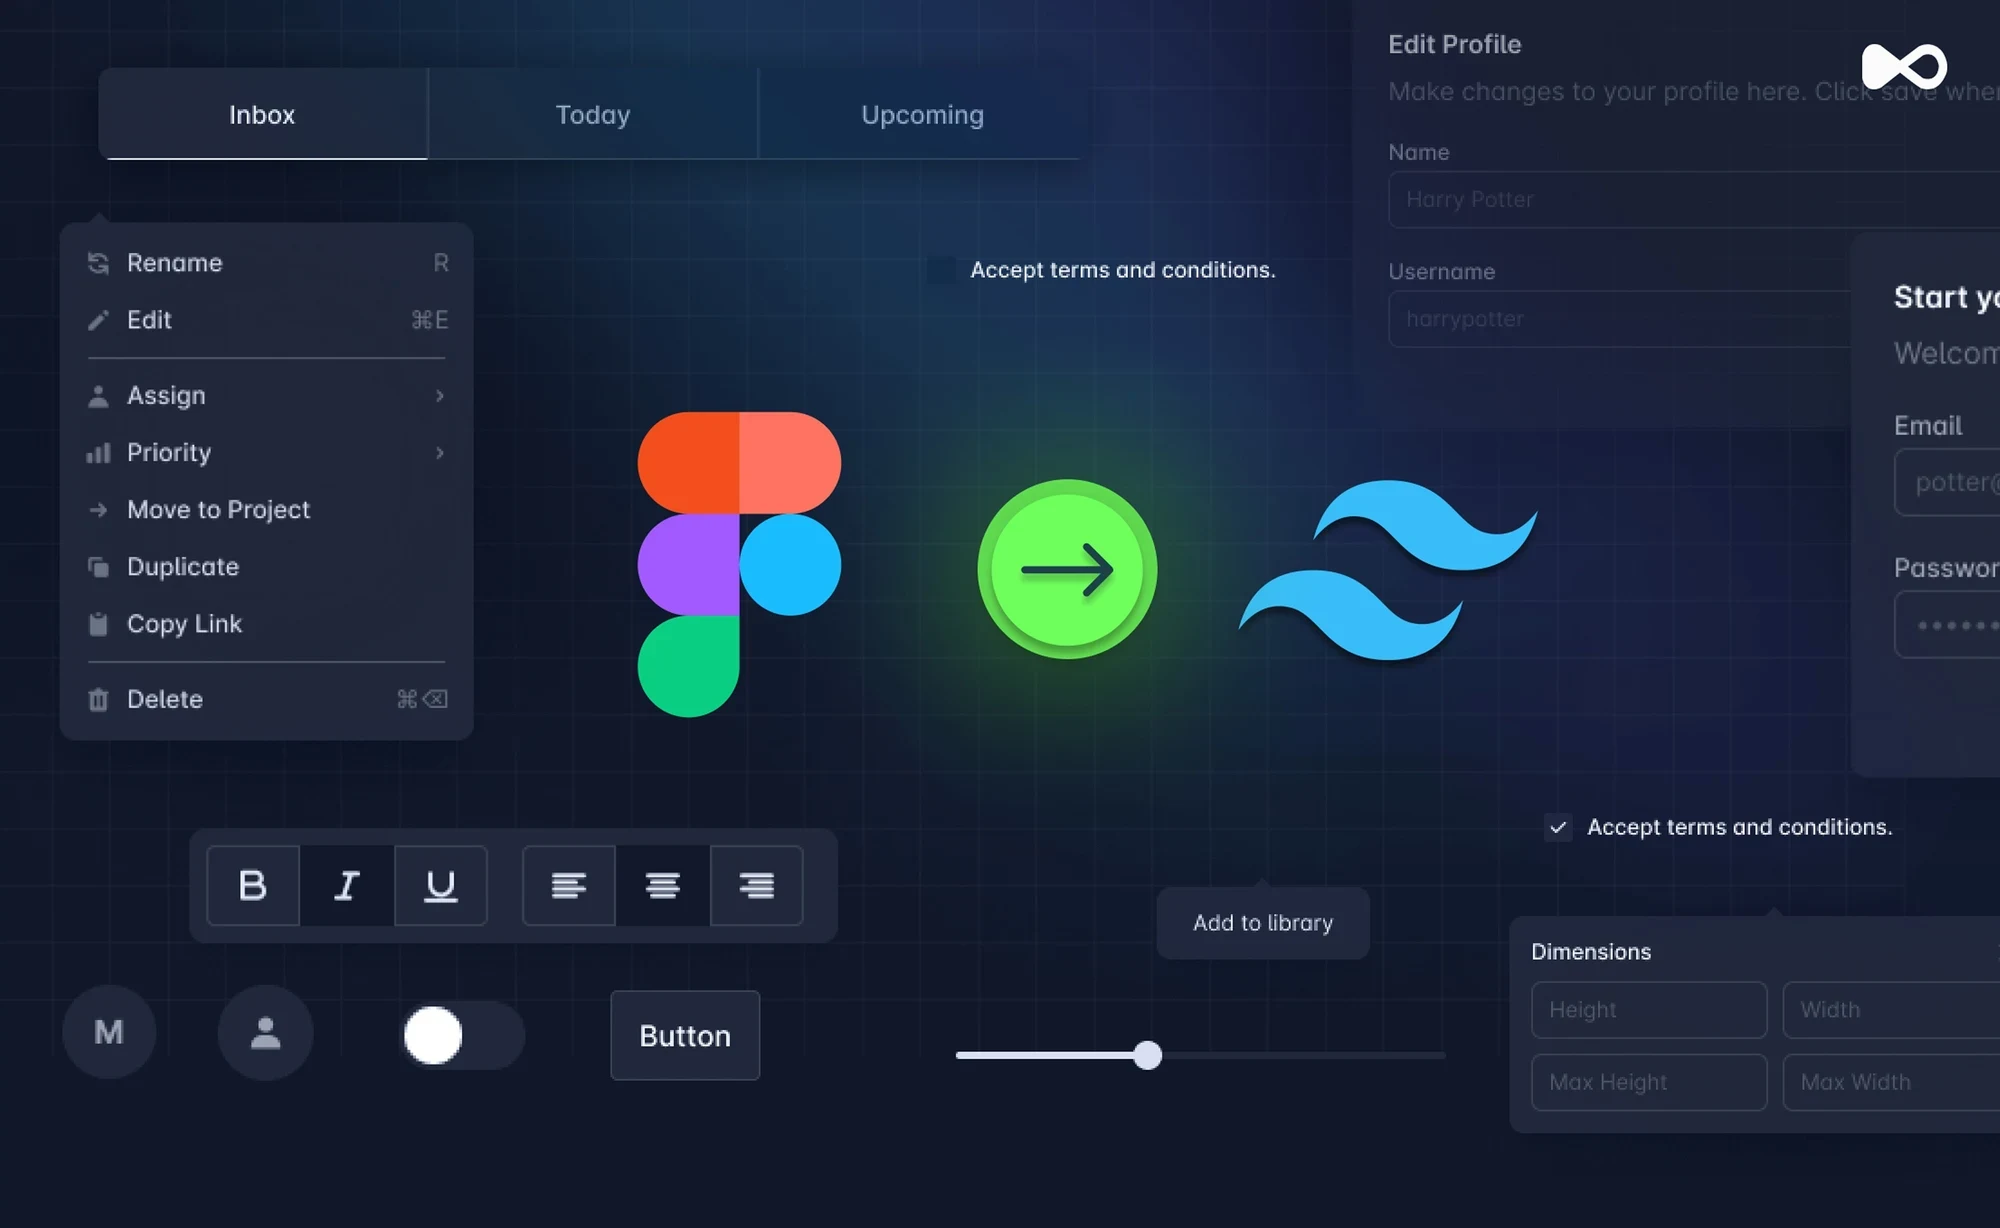 Edit Profile
Make changes to your profile here. Click save when
Inbox
Today
Upcoming
Name
Harry Potter
Rename R
Edit ⌘E
Assign
Priority
Move to Project
Duplicate
Copy Link
Delete ⌘⌫
Accept terms and conditions.
Username
harrypotter
Start yo
Welcom
Email
potter@
Passwor
Accept terms and conditions.
B I U
Add to library
Dimensions
Height
Width
Max Height
Max Width
M
Button